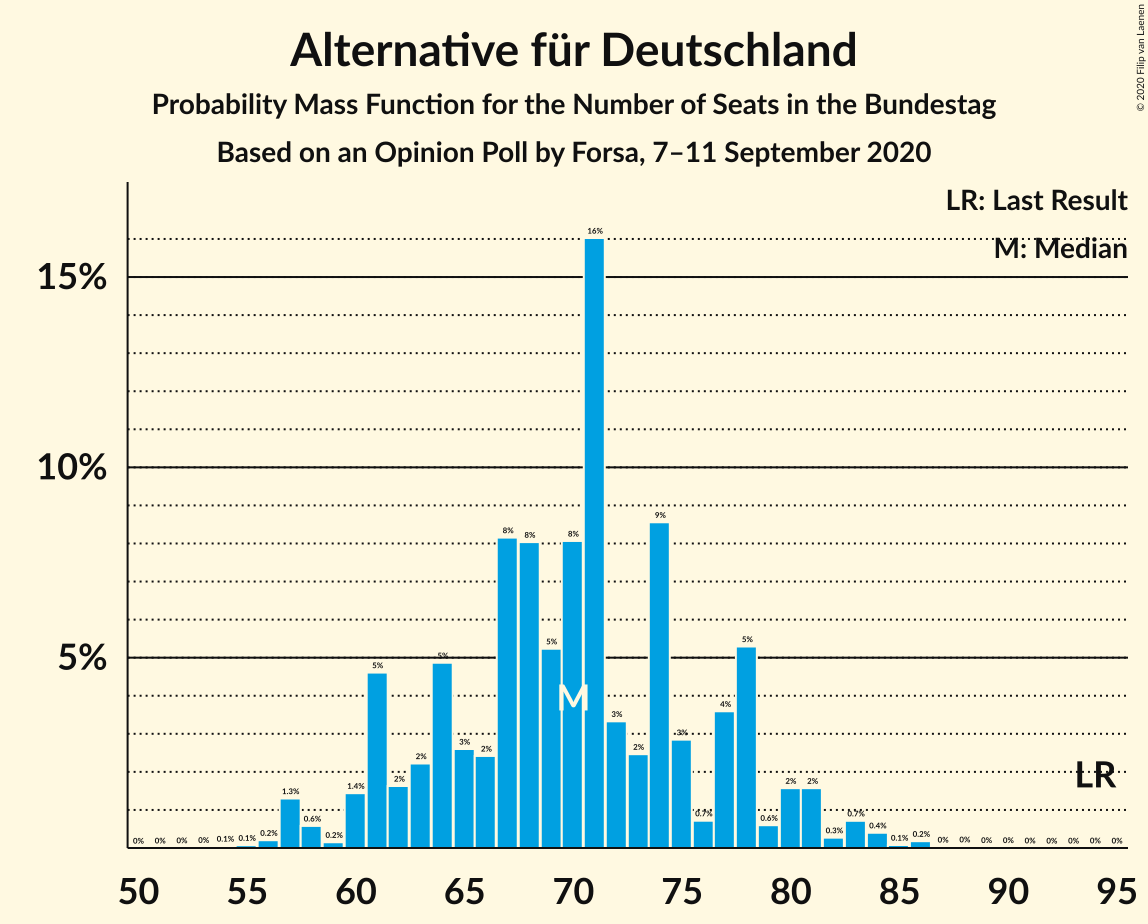 Alternative für Deutschland
Probability Mass Function for the Number of Seats in the Bundestag
Based on an Opinion Poll by Forsa, 7–11 September 2020
© 2020 Filip van Laenen
LR: Last Result
M: Median
15%
10%
5%
0% 0% 0% 0% 0.1% 0.1% 0.2% 1.3% 0.6% 0.2% 1.4% 5% 2% 2% 5% 3% 2% 8% 8% 5% 8% 16% 3% 2% 9% 3% 0.7% 4% 5% 0.6% 2% 2% 0.3% 0.7% 0.4% 0.1% 0.2% 0% 0% 0% 0% 0% 0% 0% 0% 0%
M
LR
50 55 60 65 70 75 80 85 90 95